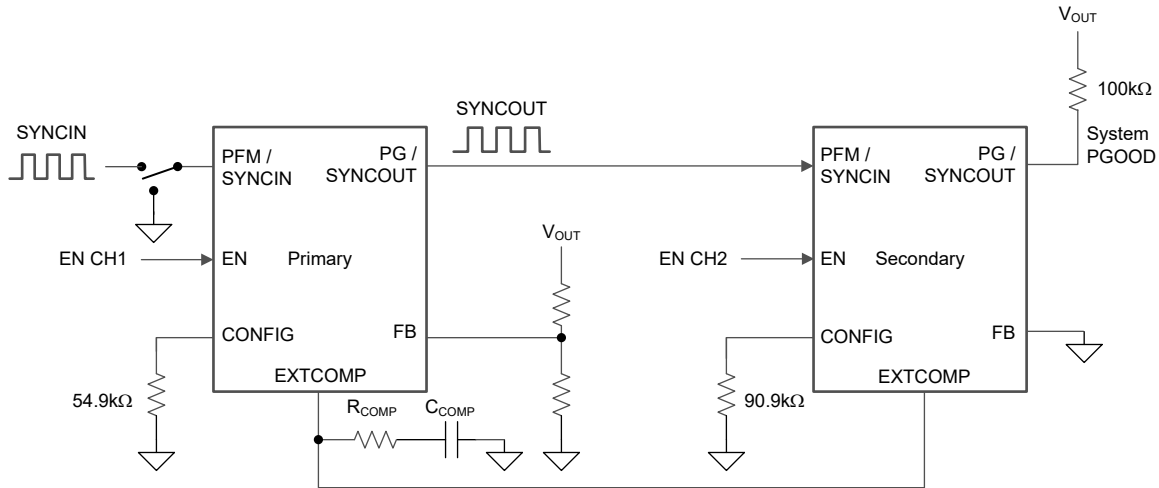 SYNCIN
PFM /
SYNCIN
PG /
SYNCOUT
EN CH1
EN
Primary
CONFIG
FB
EXTCOMP
54.9kΩ
RCOMP
CCOMP
SYNCOUT
VOUT
EN CH2
PFM /
SYNCIN
PG /
SYNCOUT
EN
Secondary
CONFIG
FB
EXTCOMP
90.9kΩ
VOUT
100kΩ
System
PGOOD